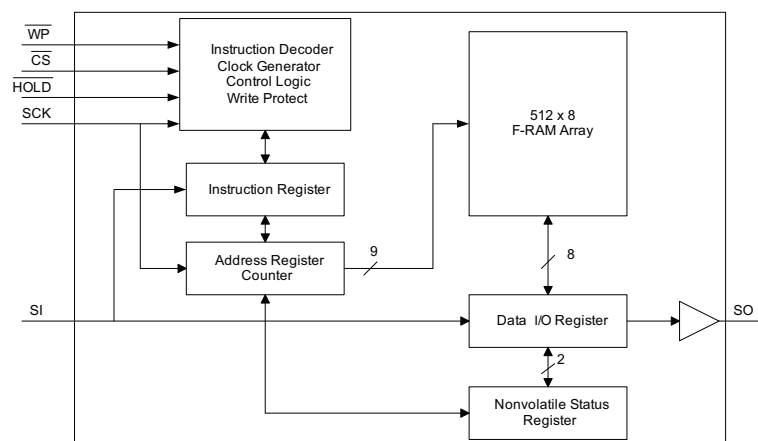 WP
CS
HOLD
SCK
Instruction Decoder
Clock Generator
Control Logic
Write Protect
512 x 8
F-RAM Array
Instruction Register
Address Register
Counter
9
8
SI
Data I/O Register
SO
2
Nonvolatile Status
Register